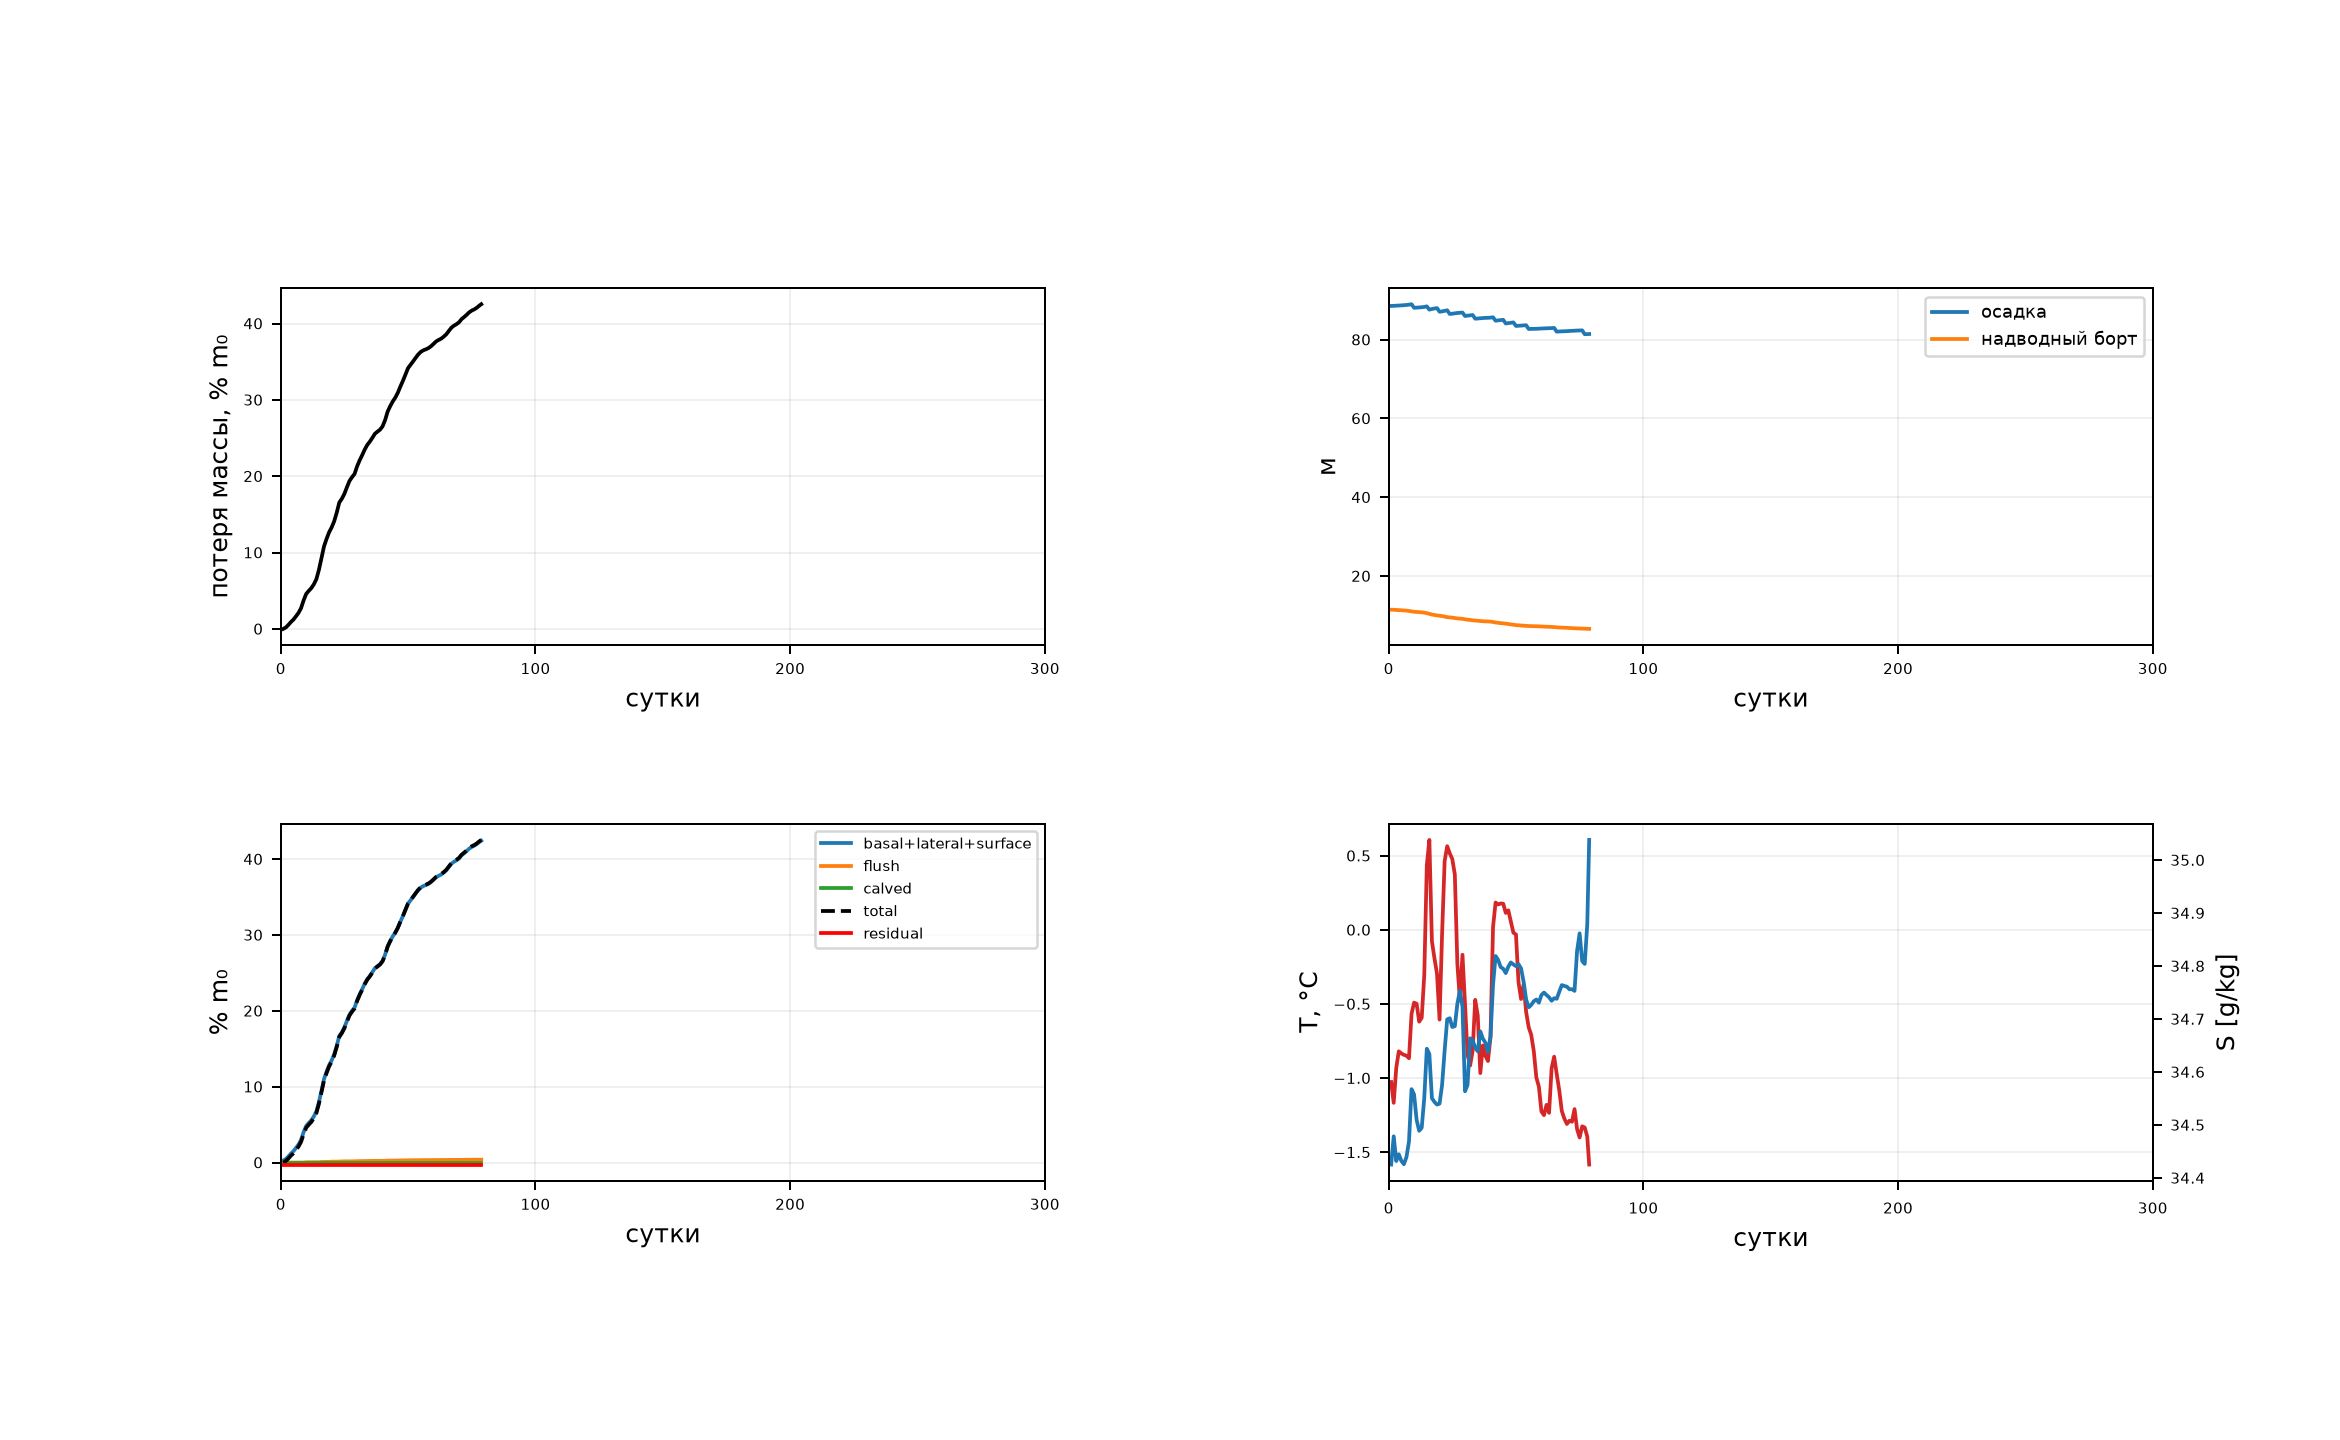 потеря массы, % m₀
40
30
20
10
0
0 100 200 300
сутки
м
80
60
40
20
осадка
надводный борт
0 100 200 300
сутки
% m₀
40
30
20
10
0
basal+lateral+surface
flush
calved
total
residual
0 100 200 300
сутки
T, °C
0.5
0.0
−0.5
−1.0
−1.5
35.0
34.9
34.8
34.7
34.6
34.5
34.4
S [g/kg]
0 100 200 300
сутки